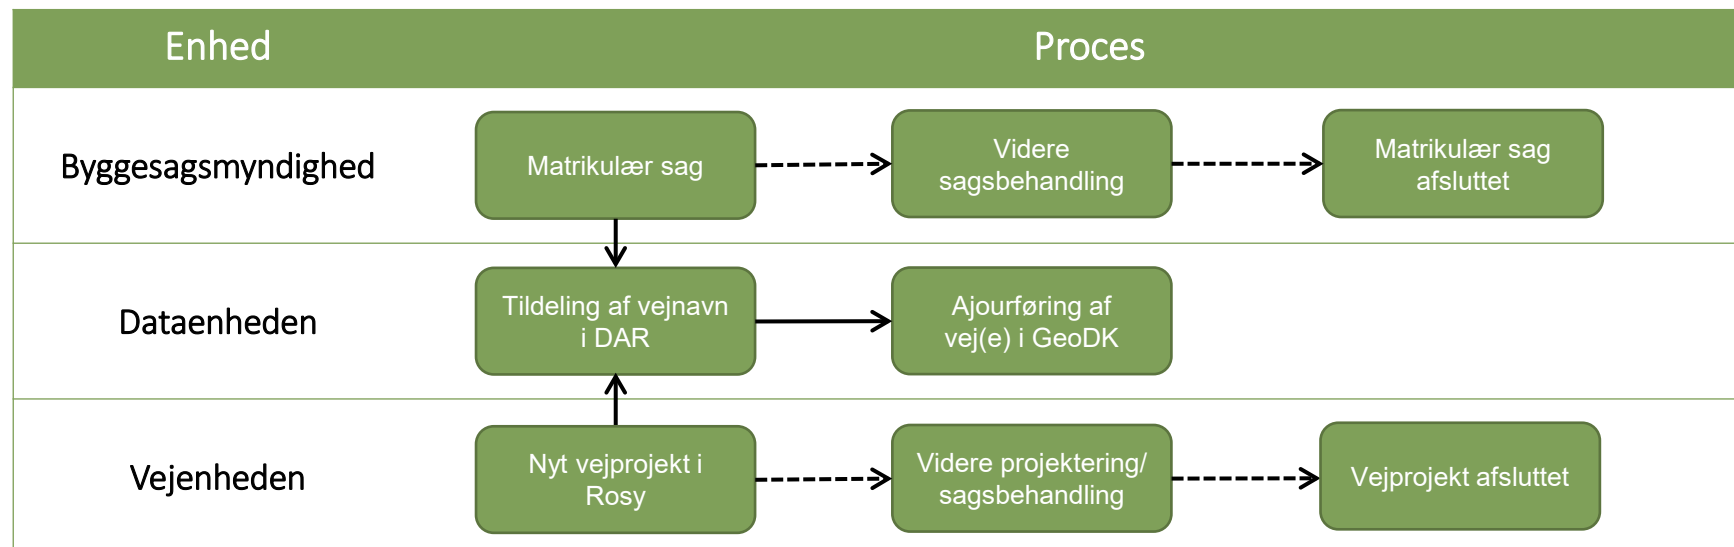 Enhed
Proces
Byggesagsmyndighed
Matrikulær sag
Videre
sagsbehandling
Matrikulær sag
afsluttet
Dataenheden
Tildeling af vejnavn
i DAR
Ajourføring af
vej(e) i GeoDK
Vejenheden
Nyt vejprojekt i
Rosy
Videre projektering/
sagsbehandling
Vejprojekt afsluttet